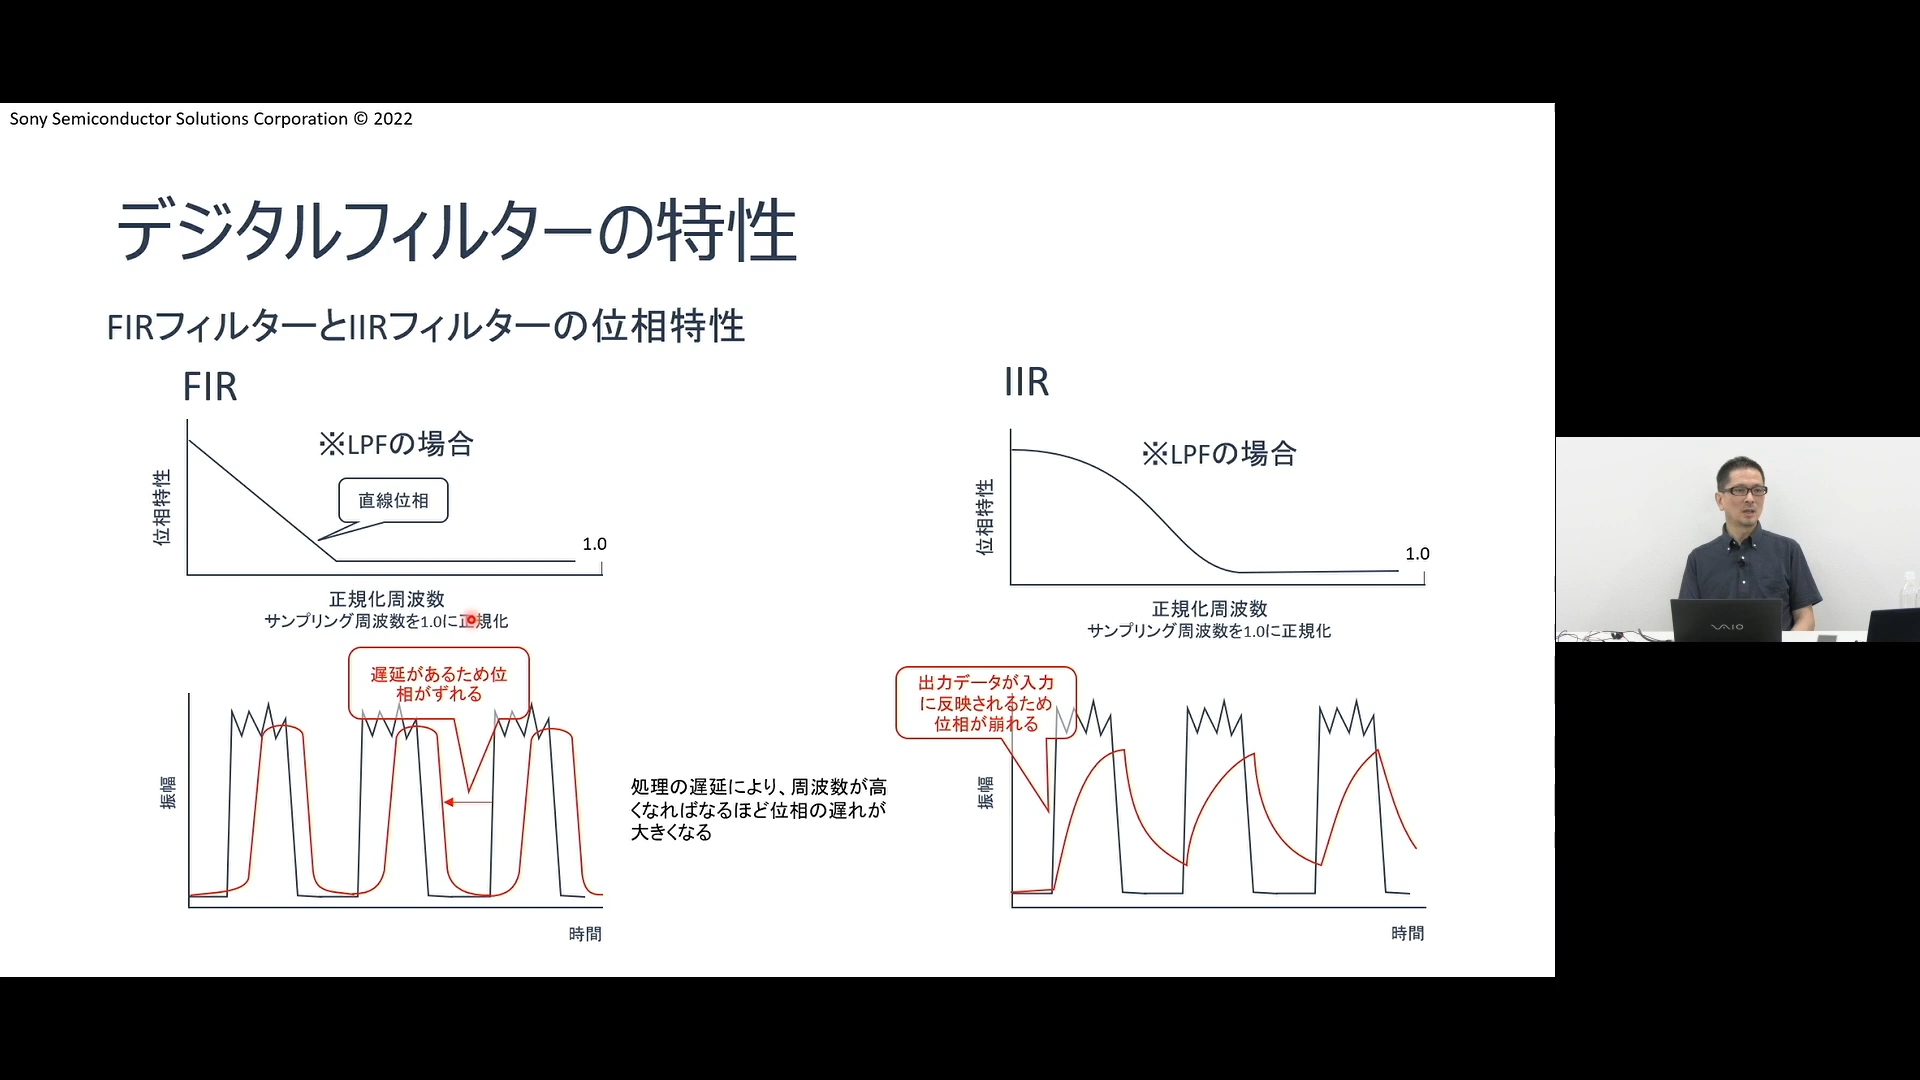 Sony Semiconductor Solutions Corporation © 2022
デジタルフィルターの特性
FIRフィルターとIIRフィルターの位相特性
FIR
※LPFの場合
直線位相
位相特性
1.0
正規化周波数
サンプリング周波数を1.0に正規化
遅延があるため位
相がずれる
振幅
時間
処理の遅延により、周波数が高
くなればなるほど位相の遅れが
大きくなる
IIR
※LPFの場合
位相特性
1.0
正規化周波数
サンプリング周波数を1.0に正規化
出力データが入力
に反映されるため
位相が崩れる
振幅
時間
VAIO